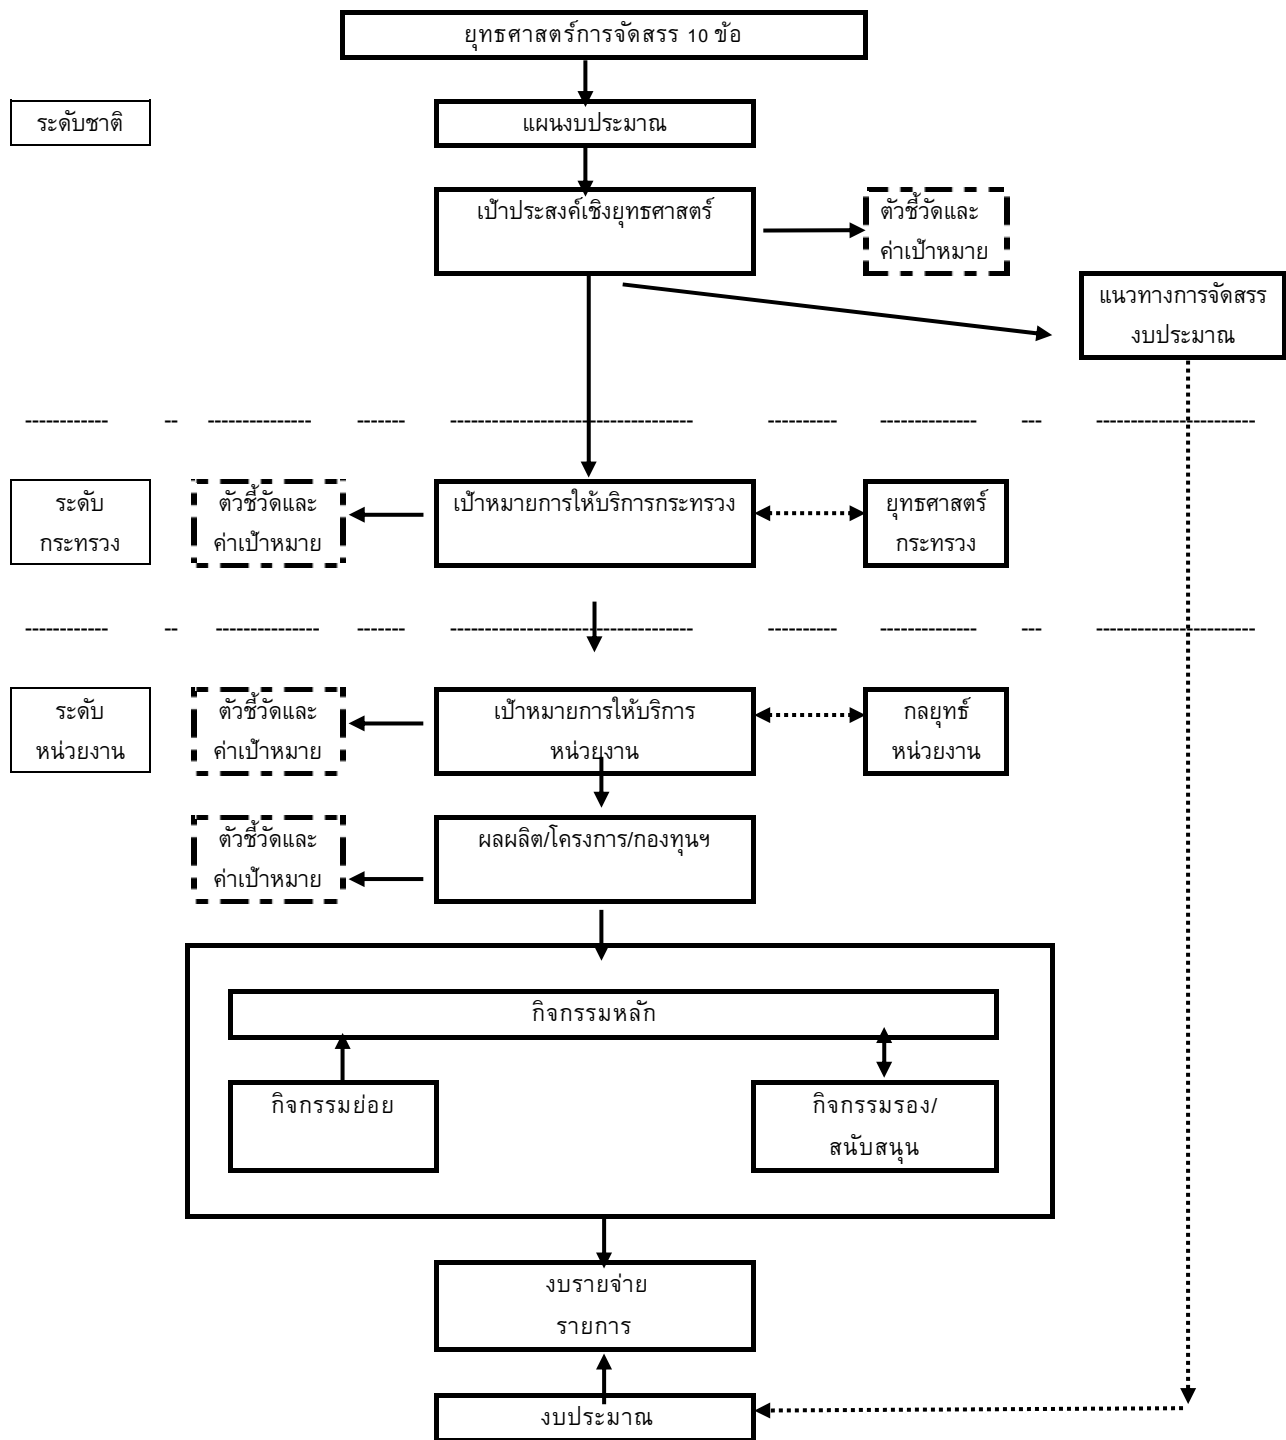 ยุทธศาสตร์การจัดสรร 10 ข้อ
ระดับชาติ
แผนงบประมาณ
เป้าประสงค์เชิงยุทธศาสตร์
ตัวชี้วัดและ
ค่าเป้าหมาย
แนวทางการจัดสรร
งบประมาณ
ระดับ
กระทรวง
ตัวชี้วัดและ
ค่าเป้าหมาย
เป้าหมายการให้บริการกระทรวง
ยุทธศาสตร์
กระทรวง
ระดับ
หน่วยงาน
ตัวชี้วัดและ
ค่าเป้าหมาย
เป้าหมายการให้บริการ
หน่วยงาน
กลยุทธ์
หน่วยงาน
ตัวชี้วัดและ
ค่าเป้าหมาย
ผลผลิต/โครงการ/กองทุนฯ
กิจกรรมหลัก
กิจกรรมย่อย
กิจกรรมรอง/
สนับสนุน
งบรายจ่าย
รายการ
งบประมาณ